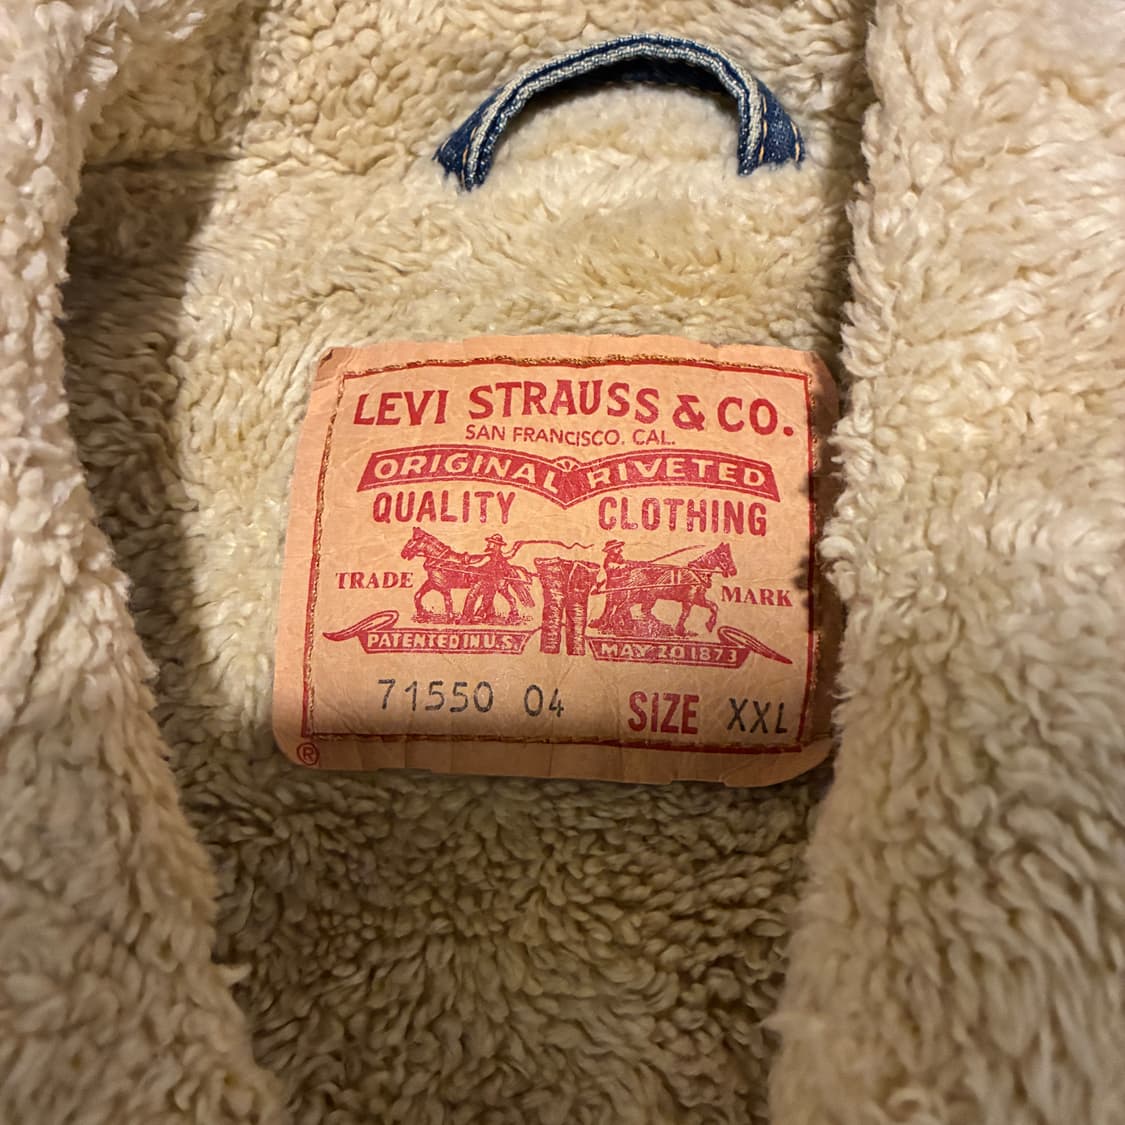 LEVI STRAUSS & CO.
SAN FRANCISCO. CAL.
ORIGINAL RIVETED
QUALITY CLOTHING
TRADE MARK
PATENTED IN U.S. MAY 20 1873
71550 04 SIZE XXL
®